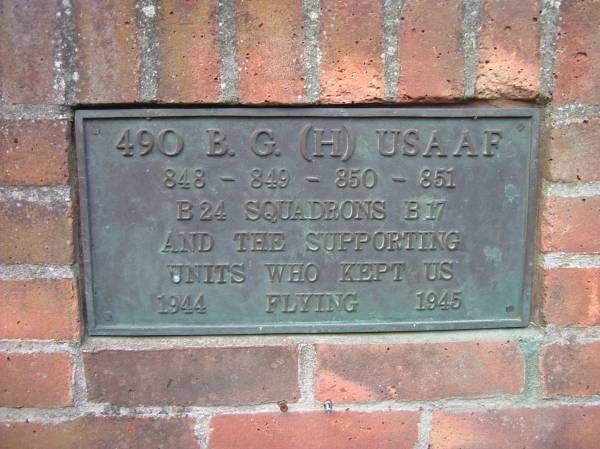 490 B. G. (H) USAAF
848 - 849 - 850 - 851
B 24 SQUADRONS B 17
AND THE SUPPORTING
UNITS WHO KEPT US
1944 FLYING 1945